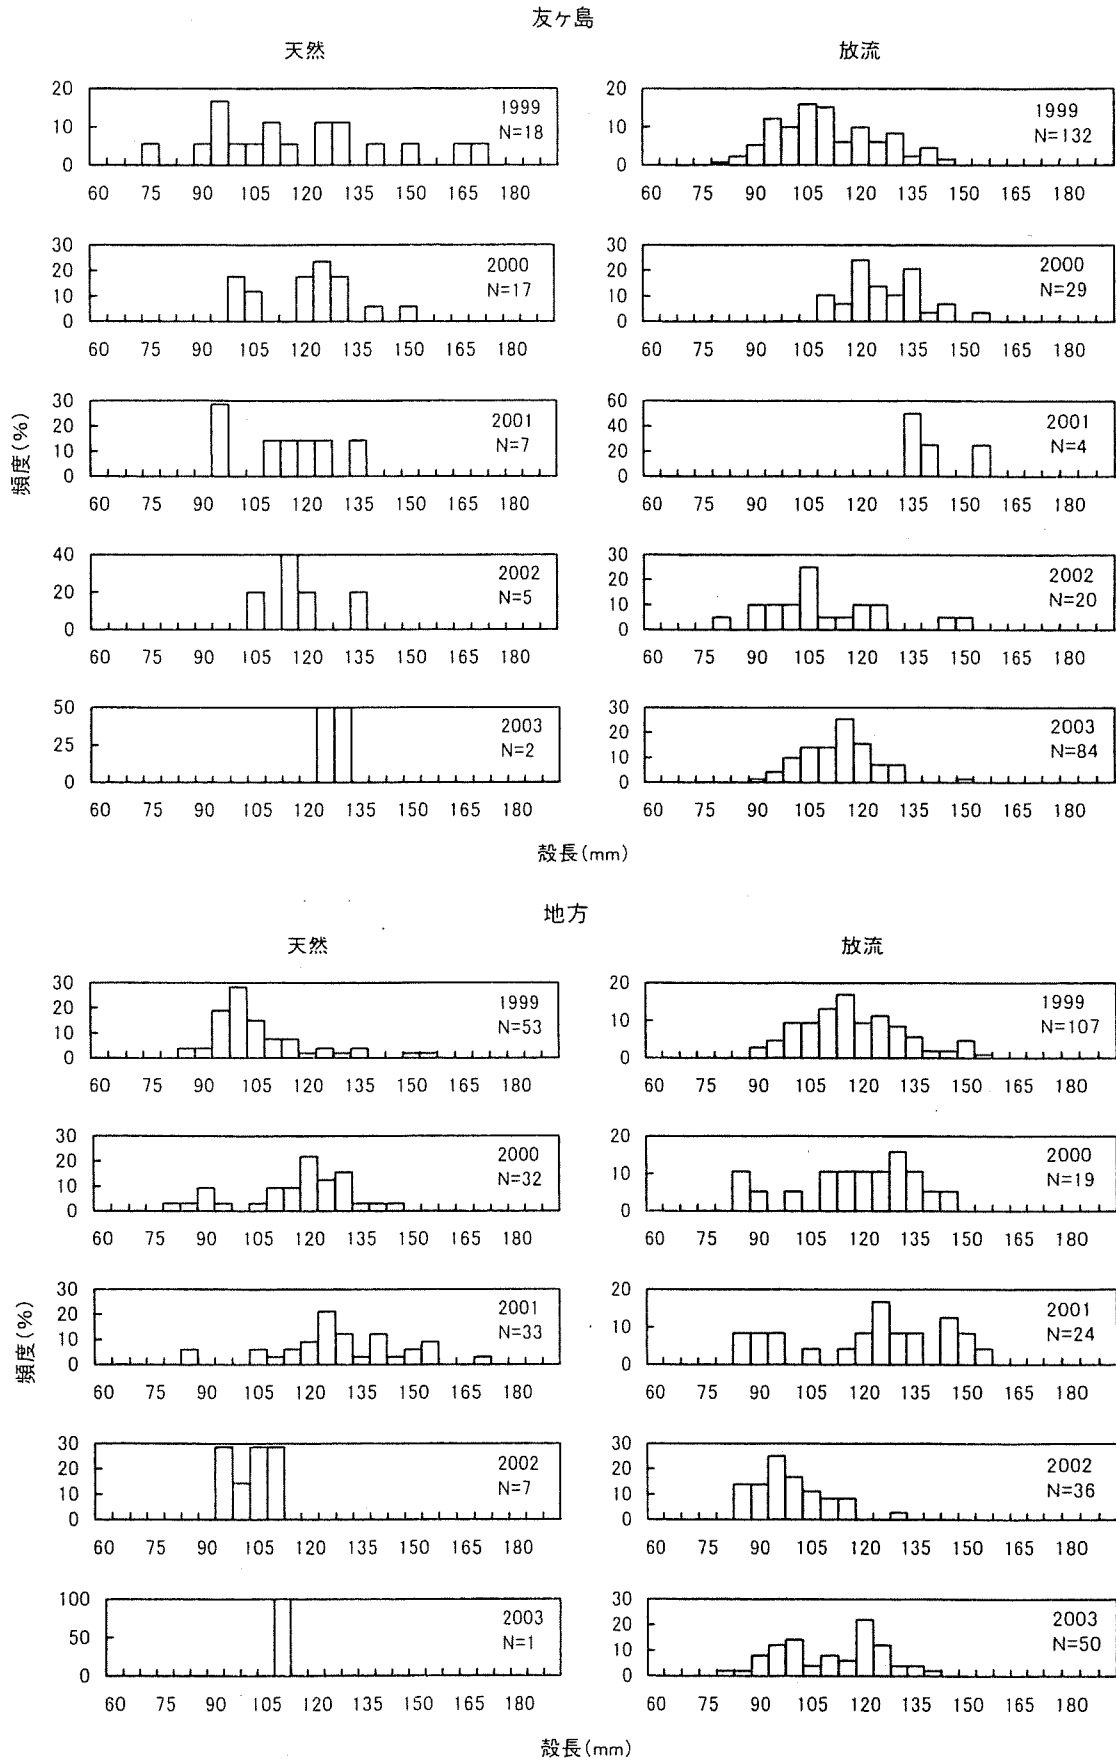 友ヶ島
天然 放流
20 10 0 1999 N=18 20 10 0 1999 N=132
60 75 90 105 120 135 150 165 180 60 75 90 105 120 135 150 165 180
30 20 10 0 2000 N=17 30 20 10 0 2000 N=29
60 75 90 105 120 135 150 165 180 60 75 90 105 120 135 150 165 180
頻度(%)
30 20 10 0 2001 N=7 60 40 20 0 2001 N=4
60 75 90 105 120 135 150 165 180 60 75 90 105 120 135 150 165 180
40 20 0 2002 N=5 30 20 10 0 2002 N=20
60 75 90 105 120 135 150 165 180 60 75 90 105 120 135 150 165 180
50 25 0 2003 N=2 30 20 10 0 2003 N=84
60 75 90 105 120 135 150 165 180 60 75 90 105 120 135 150 165 180
殻長(mm)
地方
天然 放流
30 20 10 0 1999 N=53 20 10 0 1999 N=107
60 75 90 105 120 135 150 165 180 60 75 90 105 120 135 150 165 180
30 20 10 0 2000 N=32 20 10 0 2000 N=19
60 75 90 105 120 135 150 165 180 60 75 90 105 120 135 150 165 180
頻度(%)
30 20 10 0 2001 N=33 20 10 0 2001 N=24
60 75 90 105 120 135 150 165 180 60 75 90 105 120 135 150 165 180
30 20 10 0 2002 N=7 30 20 10 0 2002 N=36
60 75 90 105 120 135 150 165 180 60 75 90 105 120 135 150 165 180
100 50 0 2003 N=1 30 20 10 0 2003 N=50
60 75 90 105 120 135 150 165 180 60 75 90 105 120 135 150 165 180
殻長(mm)